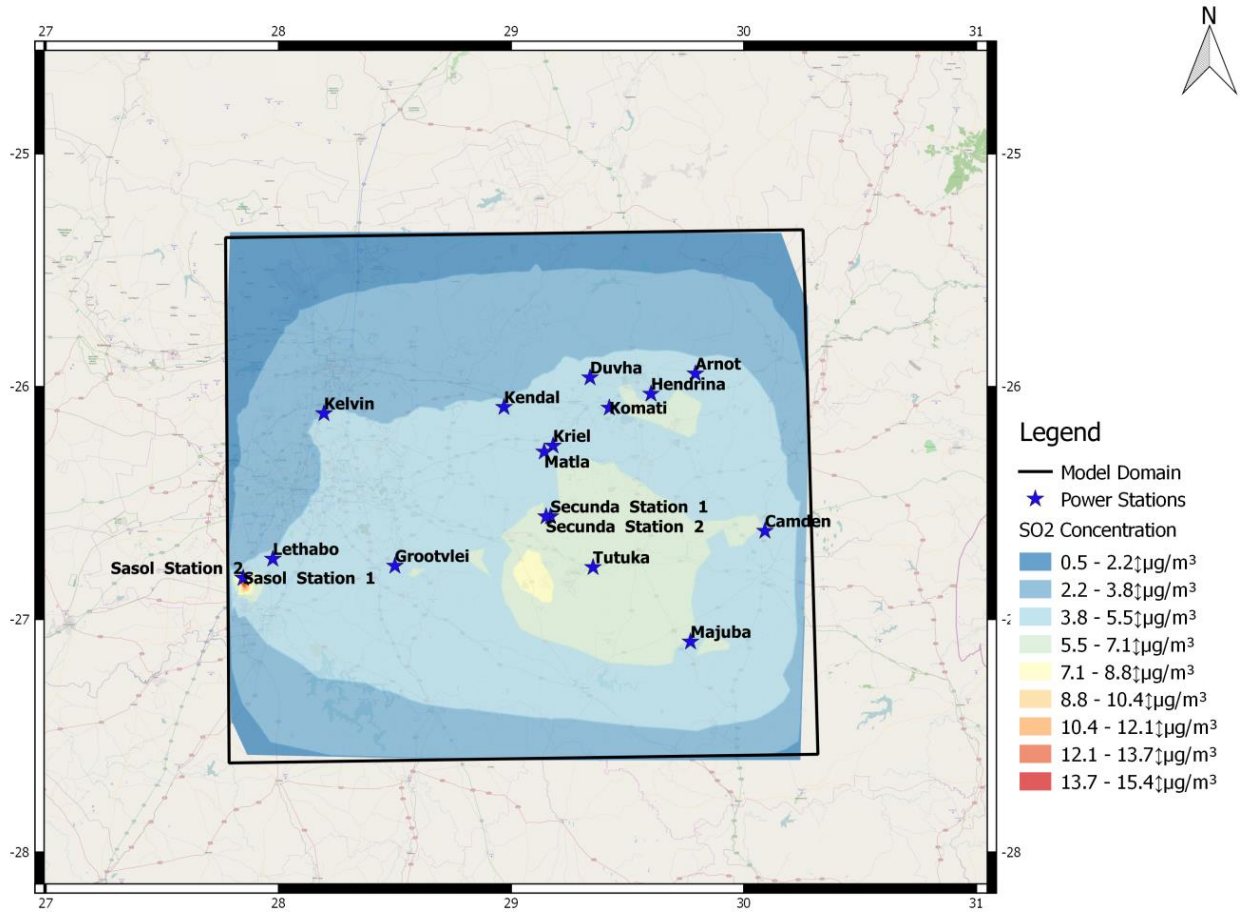 27 28 29 30 31
N
-25 -25
Duvha Arnot
Hendrina
-26 -26
Kendal
Kelvin Komati
Kriel
Matla
Secunda Station 1
Camden
Secunda Station 2
Lethabo Grootvlei Tutuka
Sasol Station 2
Sasol Station 1
-27
Majuba
-28 -28
27 28 29 30 31
Legend
Model Domain
Power Stations
SO2 Concentration
0.5 - 2.2↕µg/m³
2.2 - 3.8↕µg/m³
3.8 - 5.5↕µg/m³
5.5 - 7.1↕µg/m³
7.1 - 8.8↕µg/m³
8.8 - 10.4↕µg/m³
10.4 - 12.1↕µg/m³
12.1 - 13.7↕µg/m³
13.7 - 15.4↕µg/m³